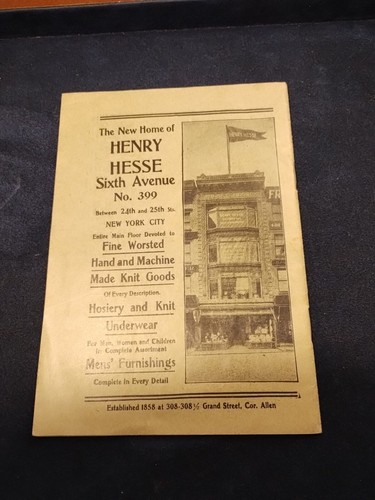 The New Home of
HENRY
HESSE
Sixth Avenue
No. 399
Between 24th and 25th Sts.
NEW YORK CITY
Entire Main Floor Devoted to
Fine Worsted
Hand and Machine
Made Knit Goods
Of Every Description.
Hosiery and Knit
Underwear
For Men, Women and Children
In Complete Assortment
Mens' Furnishings
Complete in Every Detail
HENRY HESSE
FR
Established 1858 at 308-308½ Grand Street, Cor. Allen